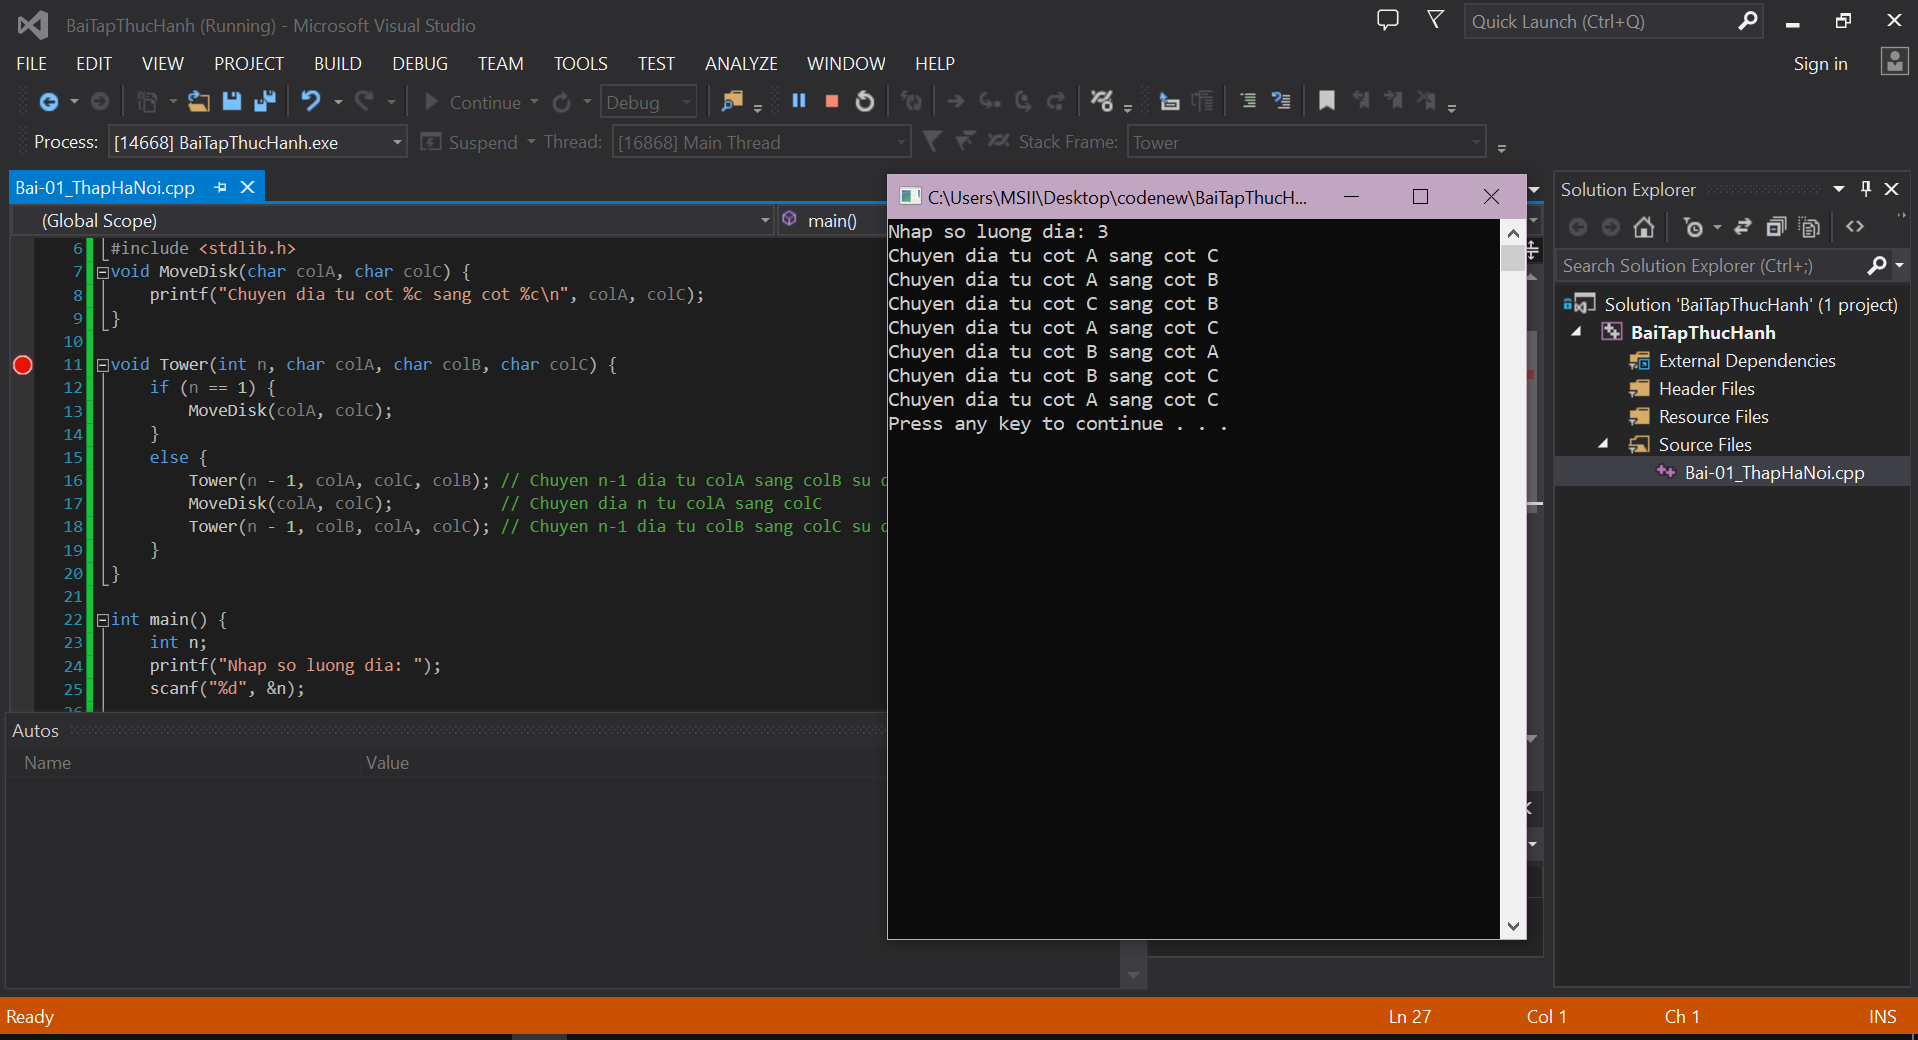 BaiTapThucHanh (Running) - Microsoft Visual Studio
Quick Launch (Ctrl+Q)
FILE EDIT VIEW PROJECT BUILD DEBUG TEAM TOOLS TEST ANALYZE WINDOW HELP
Sign in
Continue Debug
Process: [14668] BaiTapThucHanh.exe Suspend Thread: [16868] Main Thread Stack Frame: Tower
Bai-01_ThapHaNoi.cpp
(Global Scope) main()
6 #include <stdlib.h>
7 void MoveDisk(char colA, char colC) {
8 printf("Chuyen dia tu cot %c sang cot %c\n", colA, colC);
9 }
10
11 void Tower(int n, char colA, char colB, char colC) {
12 if (n == 1) {
13 MoveDisk(colA, colC);
14 }
15 else {
16 Tower(n - 1, colA, colC, colB); // Chuyen n-1 dia tu colA sang colB su
17 MoveDisk(colA, colC); // Chuyen dia n tu colA sang colC
18 Tower(n - 1, colB, colA, colC); // Chuyen n-1 dia tu colB sang colC su
19 }
20 }
21
22 int main() {
23 int n;
24 printf("Nhap so luong dia: ");
25 scanf("%d", &n);
26
Autos
Name Value
C:\Users\MSII\Desktop\codenew\BaiTapThucH...
Nhap so luong dia: 3
Chuyen dia tu cot A sang cot C
Chuyen dia tu cot A sang cot B
Chuyen dia tu cot C sang cot B
Chuyen dia tu cot A sang cot C
Chuyen dia tu cot B sang cot A
Chuyen dia tu cot B sang cot C
Chuyen dia tu cot A sang cot C
Press any key to continue . . .
Solution Explorer
Search Solution Explorer (Ctrl+;)
Solution 'BaiTapThucHanh' (1 project)
BaiTapThucHanh
External Dependencies
Header Files
Resource Files
Source Files
Bai-01_ThapHaNoi.cpp
Ready Ln 27 Col 1 Ch 1 INS